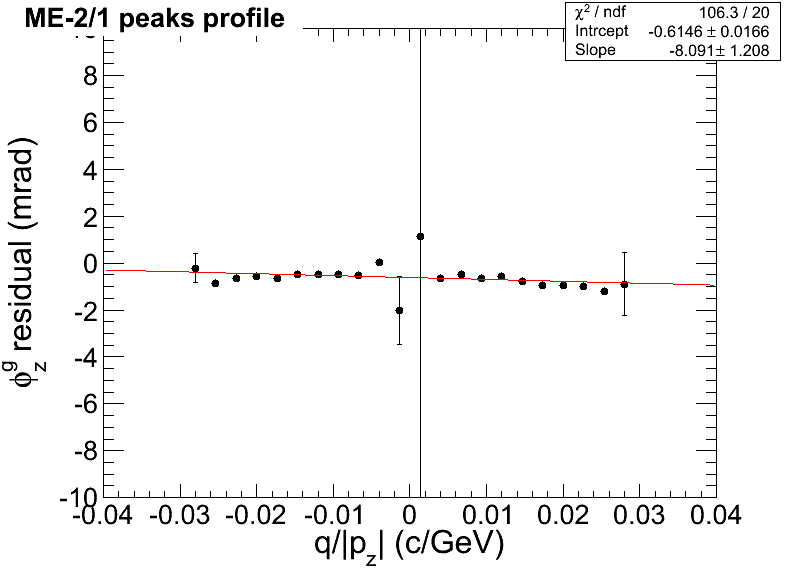 ME-2/1 peaks profile
χ² / ndf 106.3 / 20
Intrcept -0.6146 ± 0.0166
Slope -8.091 ± 1.208
8
6
4
2
0
-2
-4
-6
-8
-10
ϕ_z^g residual (mrad)
-0.04 -0.03 -0.02 -0.01 0 0.01 0.02 0.03 0.04
q/|p_z| (c/GeV)